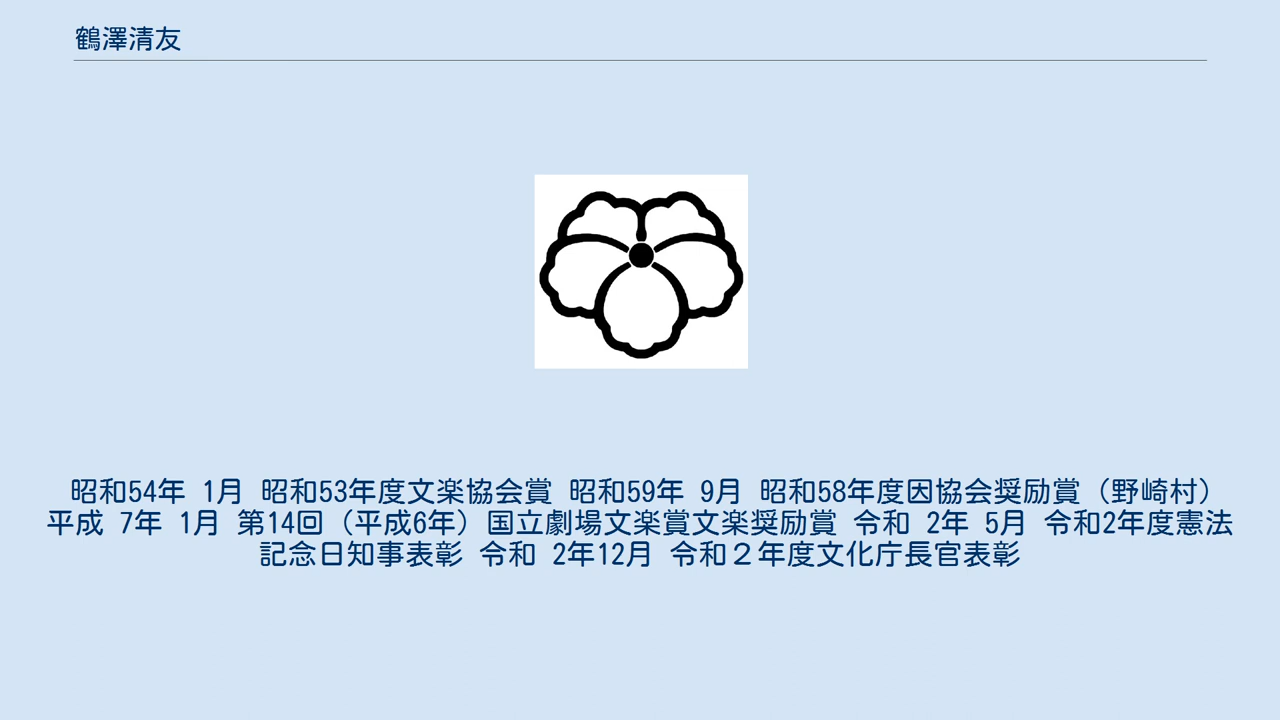 鶴澤清友
昭和54年 1月 昭和53年度文楽協会賞 昭和59年 9月 昭和58年度因協会奨励賞（野崎村）
平成 7年 1月 第14回（平成6年）国立劇場文楽賞文楽奨励賞 令和 2年 5月 令和2年度憲法
記念日知事表彰 令和 2年12月 令和２年度文化庁長官表彰